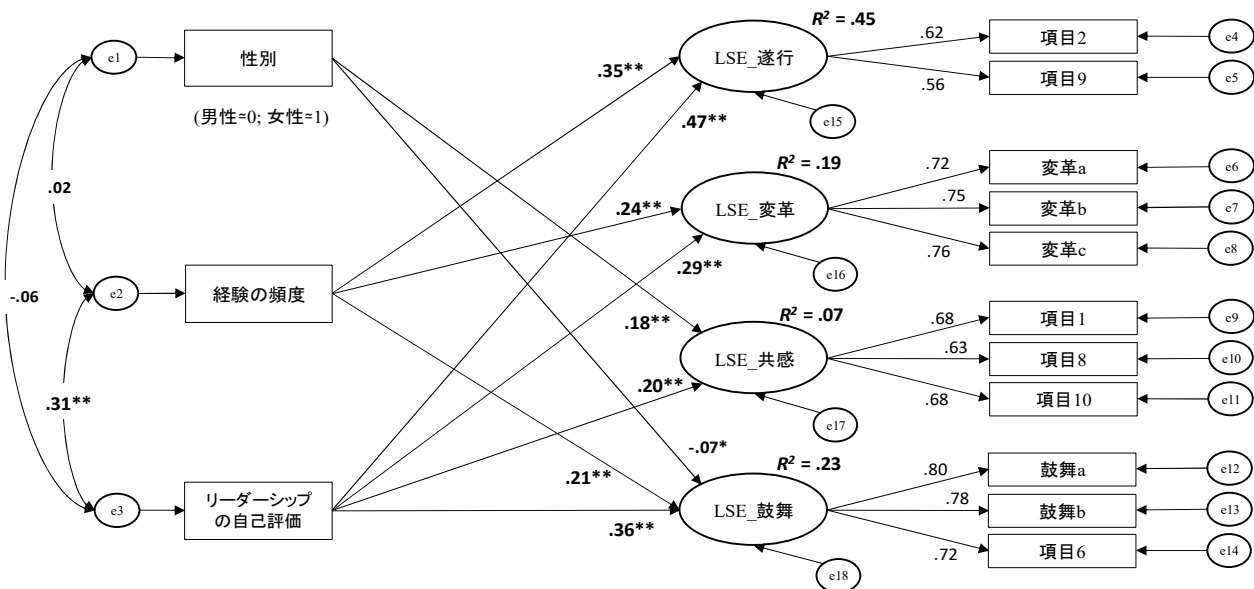 R² = .45
e1
性別
LSE_遂行
.62
項目2
e4
.35**
.56
項目9
e5
(男性=0; 女性=1)
.47**
e15
R² = .19
.02
.72
変革a
e6
.24**
LSE_変革
.75
変革b
e7
.76
変革c
e8
.29**
e16
-.06
e2
経験の頻度
R² = .07
.68
項目1
e9
.18**
LSE_共感
.63
項目8
e10
.20**
.68
項目10
e11
.31**
e17
-.07*
R² = .23
.21**
.80
鼓舞a
e12
e3
リーダーシップ
の自己評価
.36**
LSE_鼓舞
.78
鼓舞b
e13
.72
項目6
e14
e18